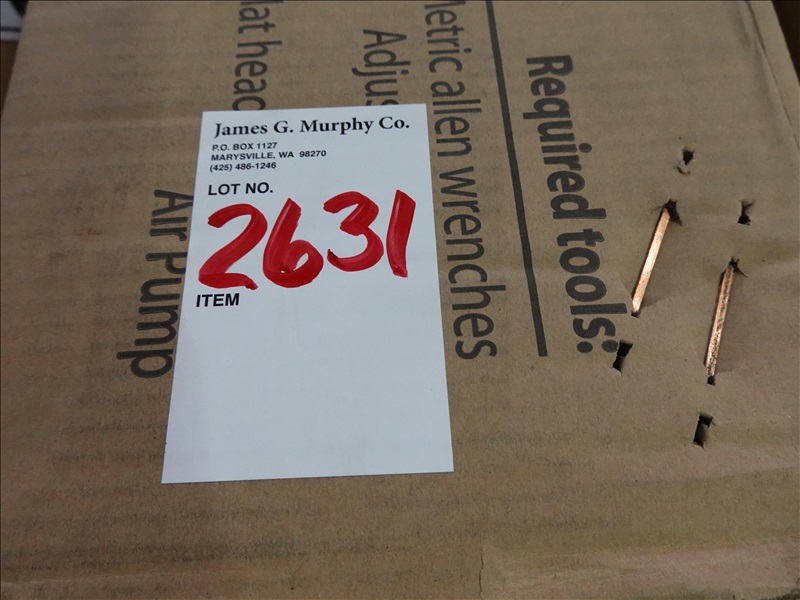 James G. Murphy Co.
P.O. BOX 1127
MARYSVILLE, WA 98270
(425) 486-1246
LOT NO.
2631
ITEM
Required tools:
Metric allen wrenches
Adjus
lat head
Air Pump